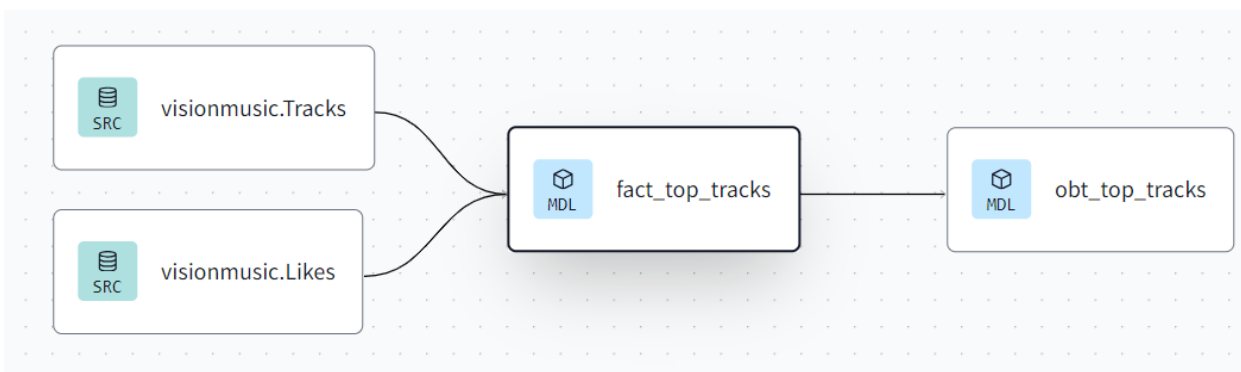 SRC
visionmusic.Tracks
SRC
visionmusic.Likes
MDL
fact_top_tracks
MDL
obt_top_tracks